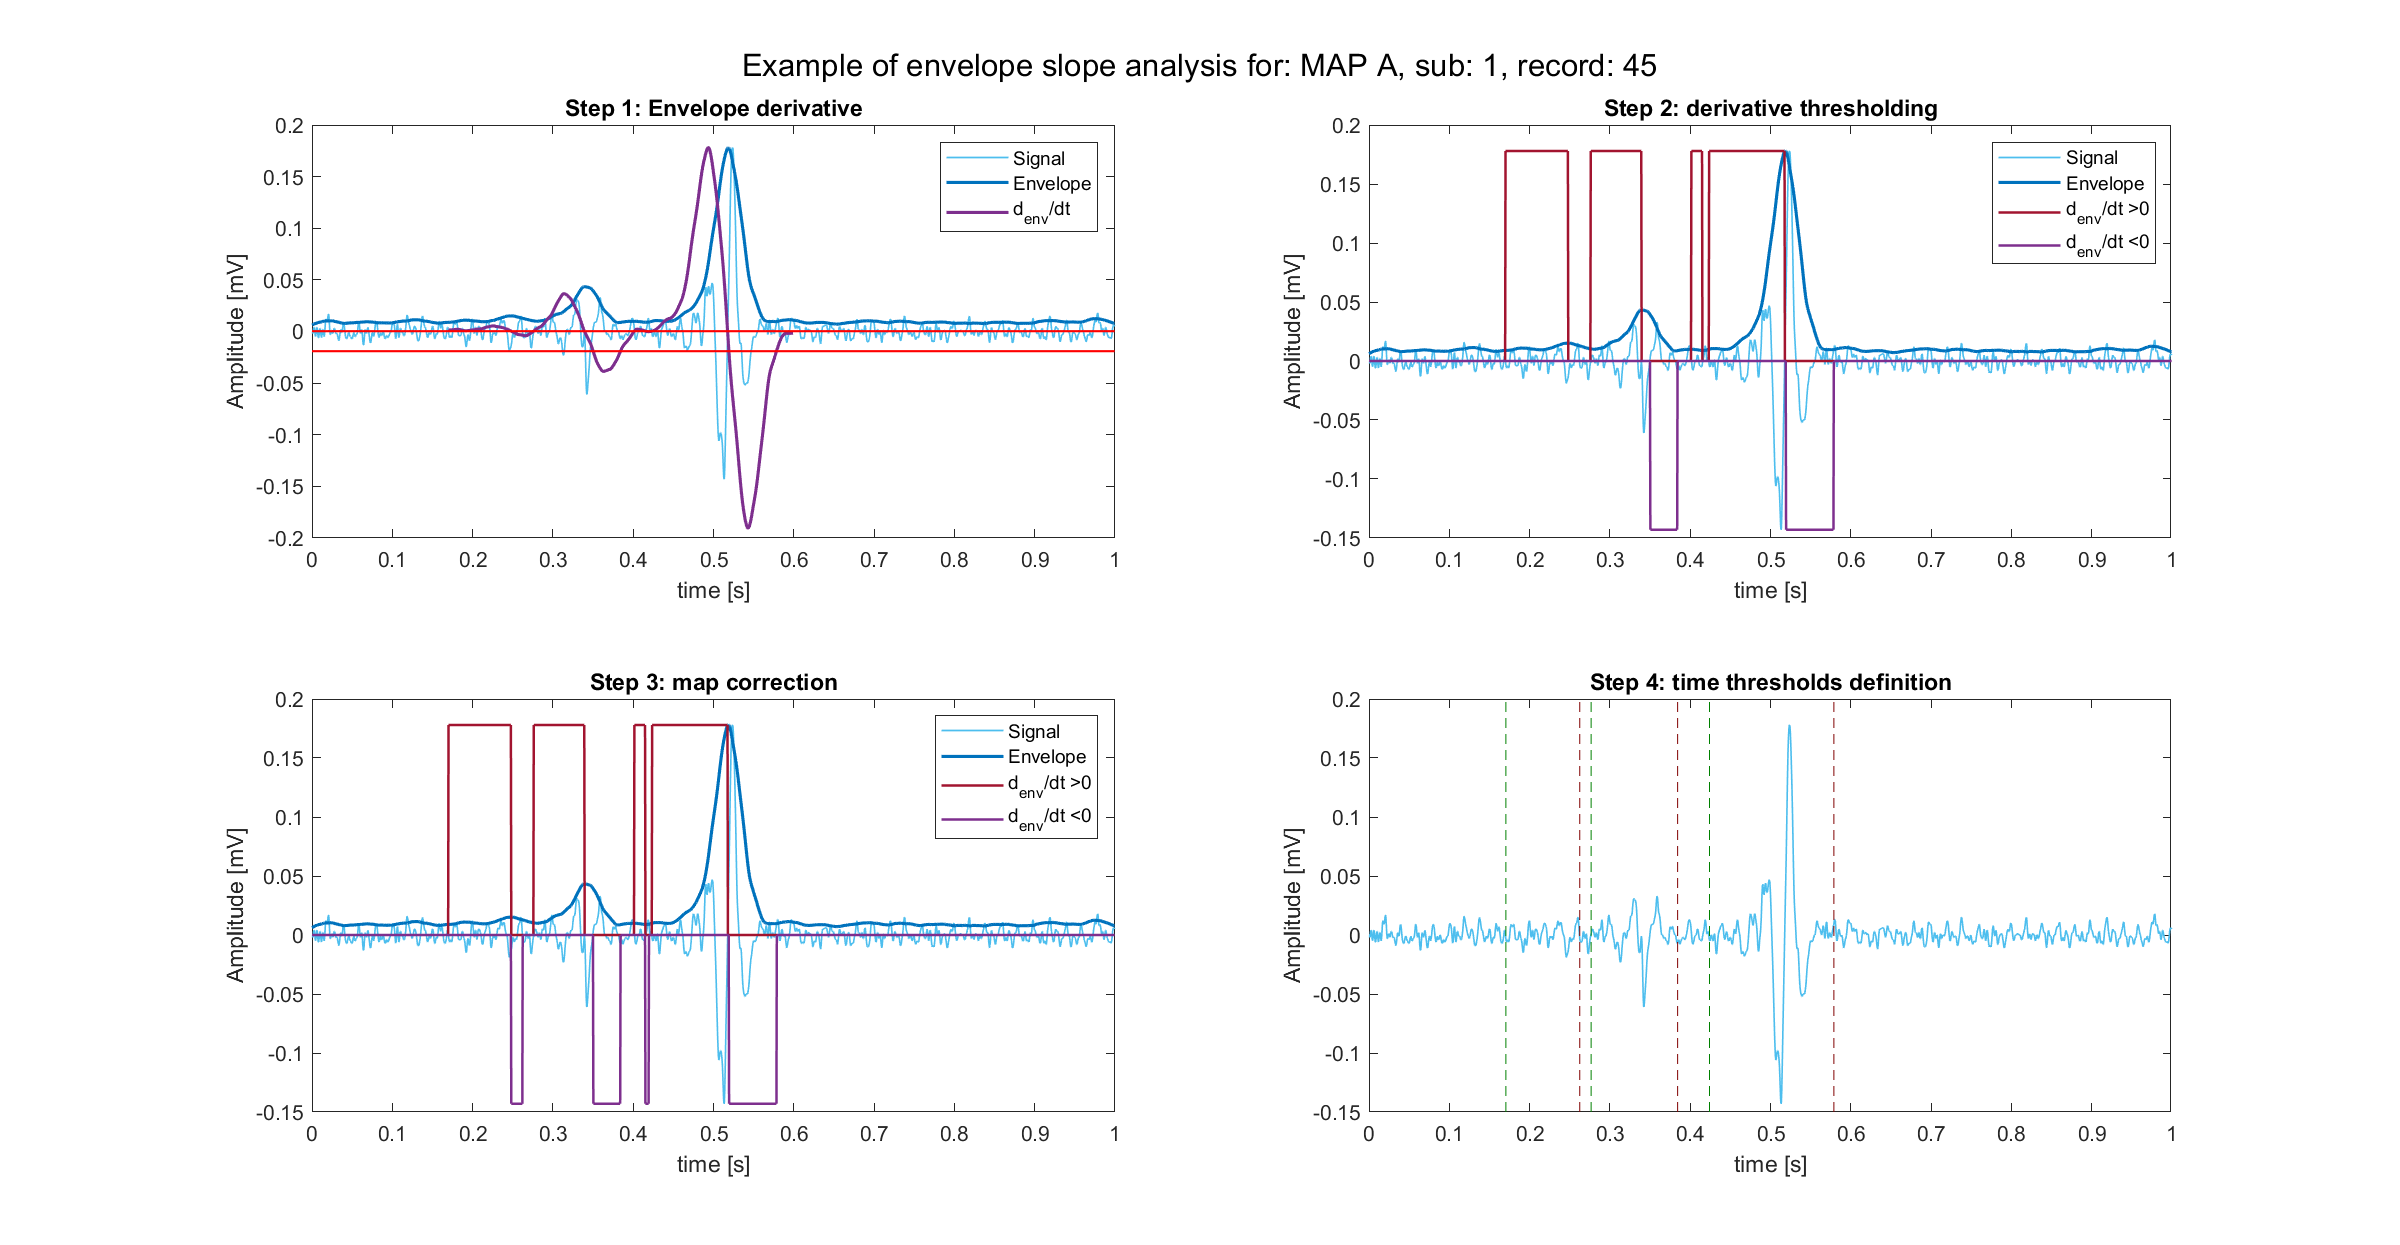 Example of envelope slope analysis for: MAP A, sub: 1, record: 45
Step 1: Envelope derivative
0.2
0.15
0.1
0.05
0
-0.05
-0.1
-0.15
-0.2
Amplitude [mV]
0 0.1 0.2 0.3 0.4 0.5 0.6 0.7 0.8 0.9 1
time [s]
Signal
Envelope
d_env/dt
Step 2: derivative thresholding
0.2
0.15
0.1
0.05
0
-0.05
-0.1
-0.15
Amplitude [mV]
0 0.1 0.2 0.3 0.4 0.5 0.6 0.7 0.8 0.9 1
time [s]
Signal
Envelope
d_env/dt >0
d_env/dt <0
Step 3: map correction
0.2
0.15
0.1
0.05
0
-0.05
-0.1
-0.15
Amplitude [mV]
0 0.1 0.2 0.3 0.4 0.5 0.6 0.7 0.8 0.9 1
time [s]
Signal
Envelope
d_env/dt >0
d_env/dt <0
Step 4: time thresholds definition
0.2
0.15
0.1
0.05
0
-0.05
-0.1
-0.15
Amplitude [mV]
0 0.1 0.2 0.3 0.4 0.5 0.6 0.7 0.8 0.9 1
time [s]